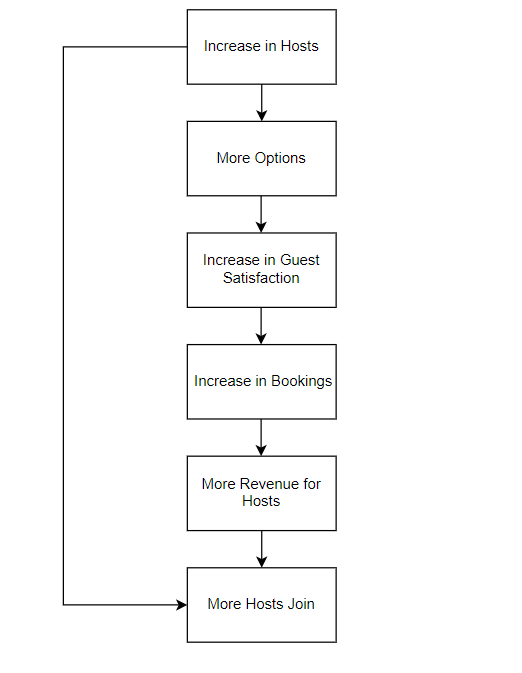 Increase in Hosts
More Options
Increase in Guest
Satisfaction
Increase in Bookings
More Revenue for
Hosts
More Hosts Join